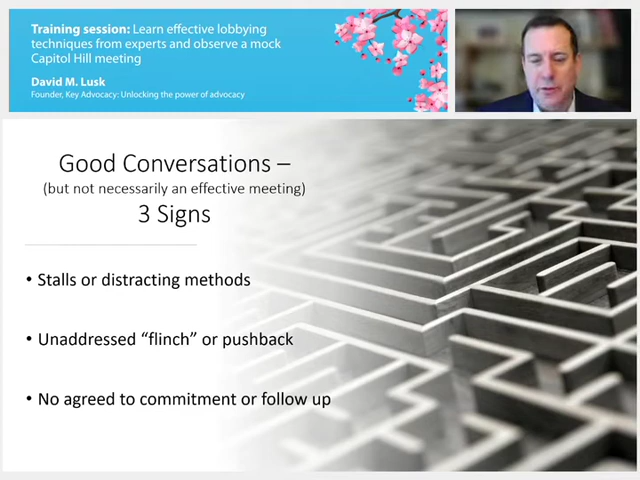 Training session: Learn effective lobbying
techniques from experts and observe a mock
Capitol Hill meeting
David M. Lusk
Founder, Key Advocacy: Unlocking the power of advocacy
Good Conversations –
(but not necessarily an effective meeting)
3 Signs
• Stalls or distracting methods
• Unaddressed “flinch” or pushback
• No agreed to commitment or follow up